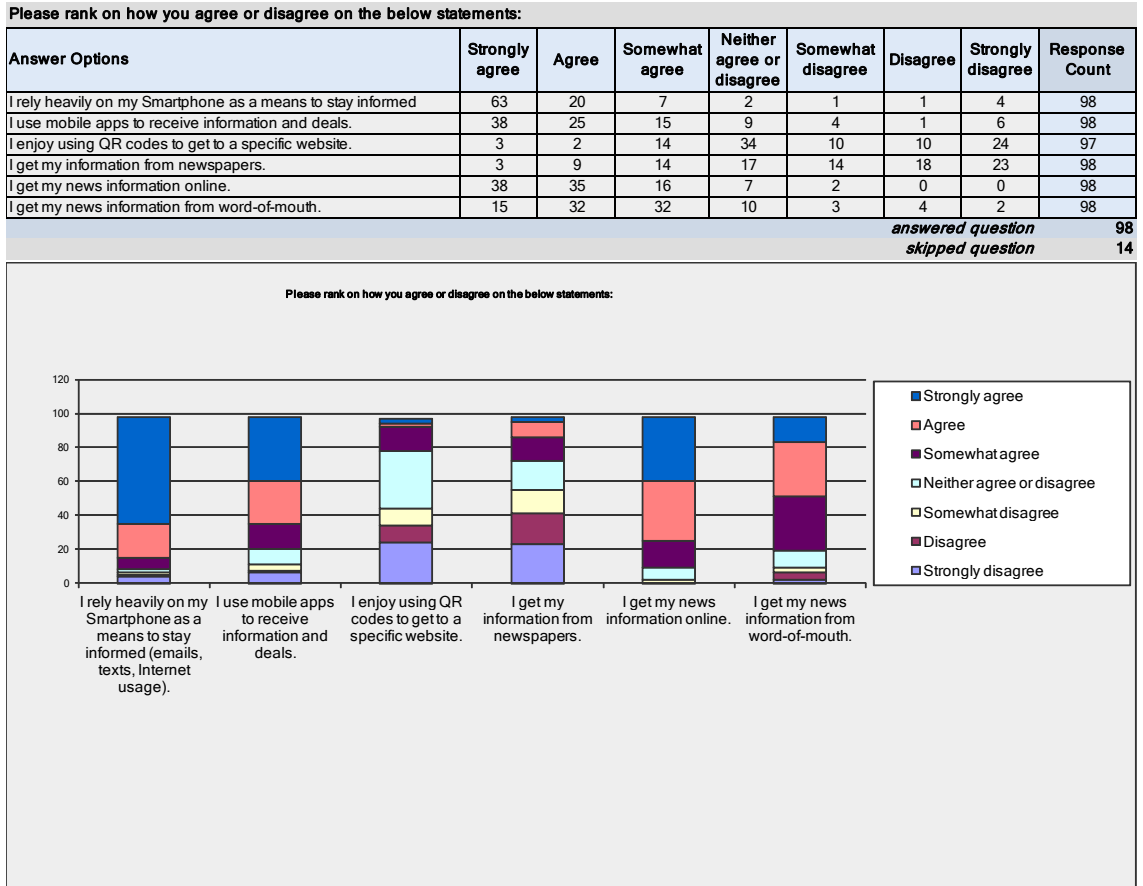 Please rank on how you agree or disagree on the below statements:
Answer Options Strongly agree Agree Somewhat agree Neither agree or disagree Somewhat disagree Disagree Strongly disagree Response Count
I rely heavily on my Smartphone as a means to stay informed 63 20 7 2 1 1 4 98
I use mobile apps to receive information and deals. 38 25 15 9 4 1 6 98
I enjoy using QR codes to get to a specific website. 3 2 14 34 10 10 24 97
I get my information from newspapers. 3 9 14 17 14 18 23 98
I get my news information online. 38 35 16 7 2 0 0 98
I get my news information from word-of-mouth. 15 32 32 10 3 4 2 98
answered question 98
skipped question 14
Please rank on how you agree or disagree on the below statements:
120
100
80
60
40
20
0
I rely heavily on my
Smartphone as a
means to stay
informed (emails,
texts, Internet
usage).
I use mobile apps
to receive
information and
deals.
I enjoy using QR
codes to get to a
specific website.
I get my
information from
newspapers.
I get my news
information online.
I get my news
information from
word-of-mouth.
Strongly agree
Agree
Somewhat agree
Neither agree or disagree
Somewhat disagree
Disagree
Strongly disagree